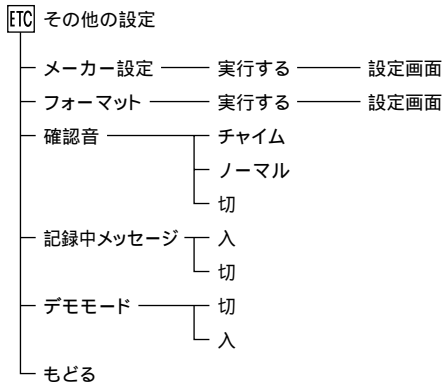 ETC その他の設定
メーカー設定 実行する 設定画面
フォーマット 実行する 設定画面
確認音 チャイム
ノーマル
切
記録中メッセージ 入
切
デモモード 切
入
もどる